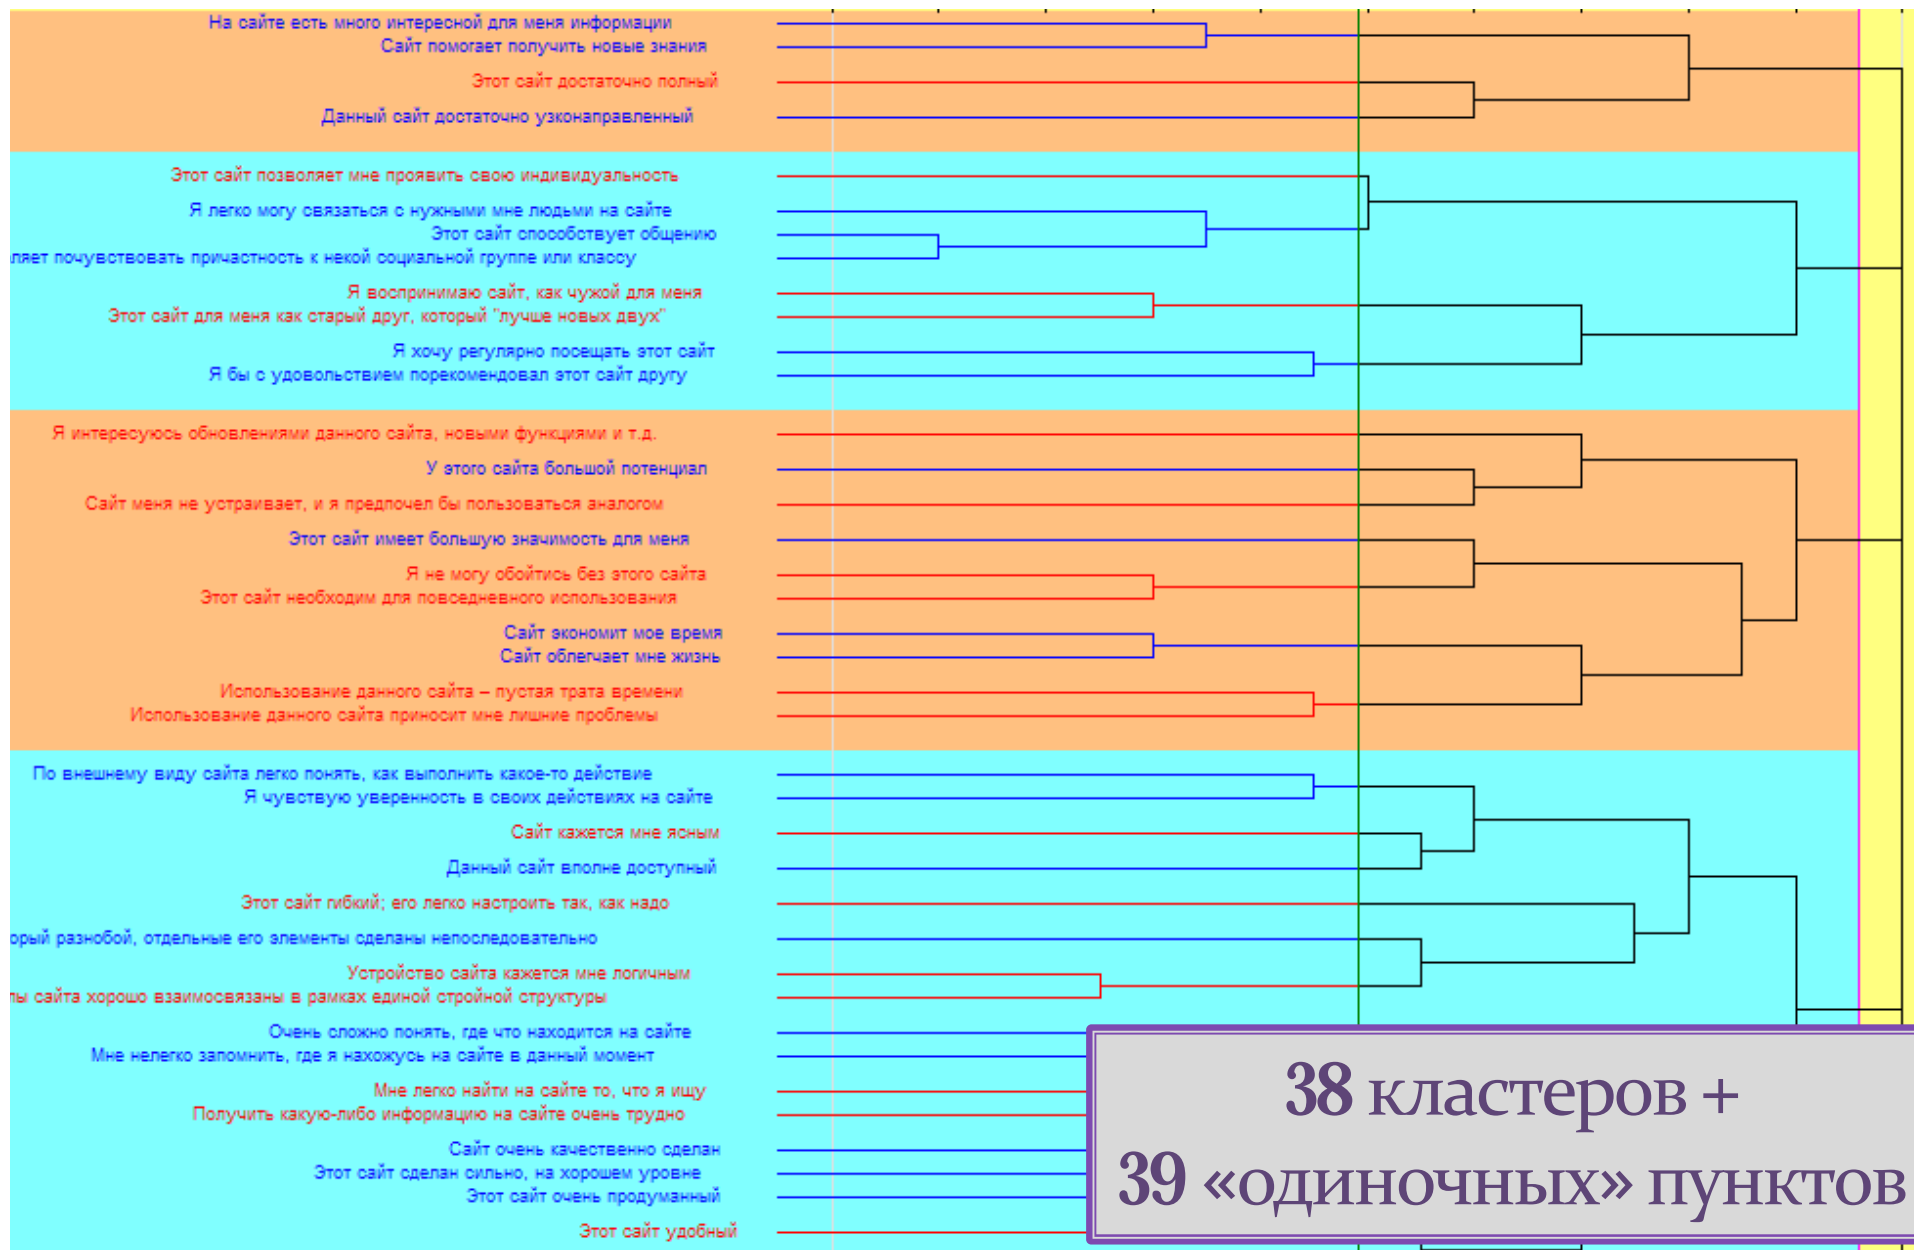 На сайте есть много интересной для меня информации
Сайт помогает получить новые знания
Этот сайт достаточно полный
Данный сайт достаточно узконаправленный
Этот сайт позволяет мне проявить свою индивидуальность
Я легко могу связаться с нужными мне людьми на сайте
Этот сайт способствует общению
почувствовать причастность к некой социальной группе или классу
Я воспринимаю сайт, как чужой для меня
Этот сайт для меня как старый друг, который "лучше новых двух"
Я хочу регулярно посещать этот сайт
Я бы с удовольствием порекомендовал этот сайт другу
Я интересуюсь обновлениями данного сайта, новыми функциями и т.д.
У этого сайта большой потенциал
Сайт меня не устраивает, и я предпочел бы пользоваться аналогом
Этот сайт имеет большую значимость для меня
Я не могу обойтись без этого сайта
Этот сайт необходим для повседневного использования
Сайт экономит мое время
Сайт облегчает мне жизнь
Использование данного сайта – пустая трата времени
Использование данного сайта приносит мне лишние проблемы
По внешнему виду сайта легко понять, как выполнить какое-то действие
Я чувствую уверенность в своих действиях на сайте
Сайт кажется мне ясным
Данный сайт вполне доступный
Этот сайт гибкий; его легко настроить так, как надо
разнобой, отдельные его элементы сделаны непоследовательно
Устройство сайта кажется мне логичным
сайта хорошо взаимосвязаны в рамках единой стройной структуры
Очень сложно понять, где что находится на сайте
Мне нелегко запомнить, где я нахожусь на сайте в данный момент
Мне легко найти на сайте то, что я ищу
Получить какую-либо информацию на сайте очень трудно
Сайт очень качественно сделан
Этот сайт сделан сильно, на хорошем уровне
Этот сайт очень продуманный
Этот сайт удобный
38 кластеров +
39 «одиночных» пунктов